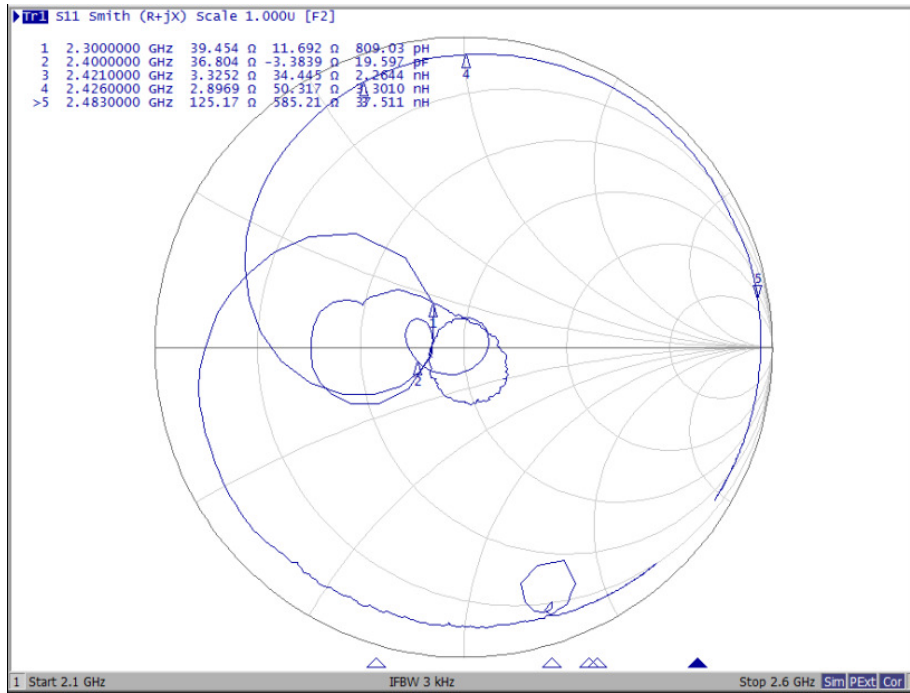 Tr1 S11 Smith (R+jX) Scale 1.000U [F2]
1 2.3000000 GHz 39.454 Ω 11.692 Ω 809.03 pH
2 2.4000000 GHz 36.804 Ω -3.3839 Ω 19.597 pF
3 2.4210000 GHz 3.3252 Ω 34.445 Ω 2.2644 nH
4 2.4260000 GHz 2.8969 Ω 50.317 Ω 3.3010 nH
>5 2.4830000 GHz 125.17 Ω 585.21 Ω 37.511 nH
4
5
1
2
1 Start 2.1 GHz IFBW 3 kHz Stop 2.6 GHz Sim PExt Cor